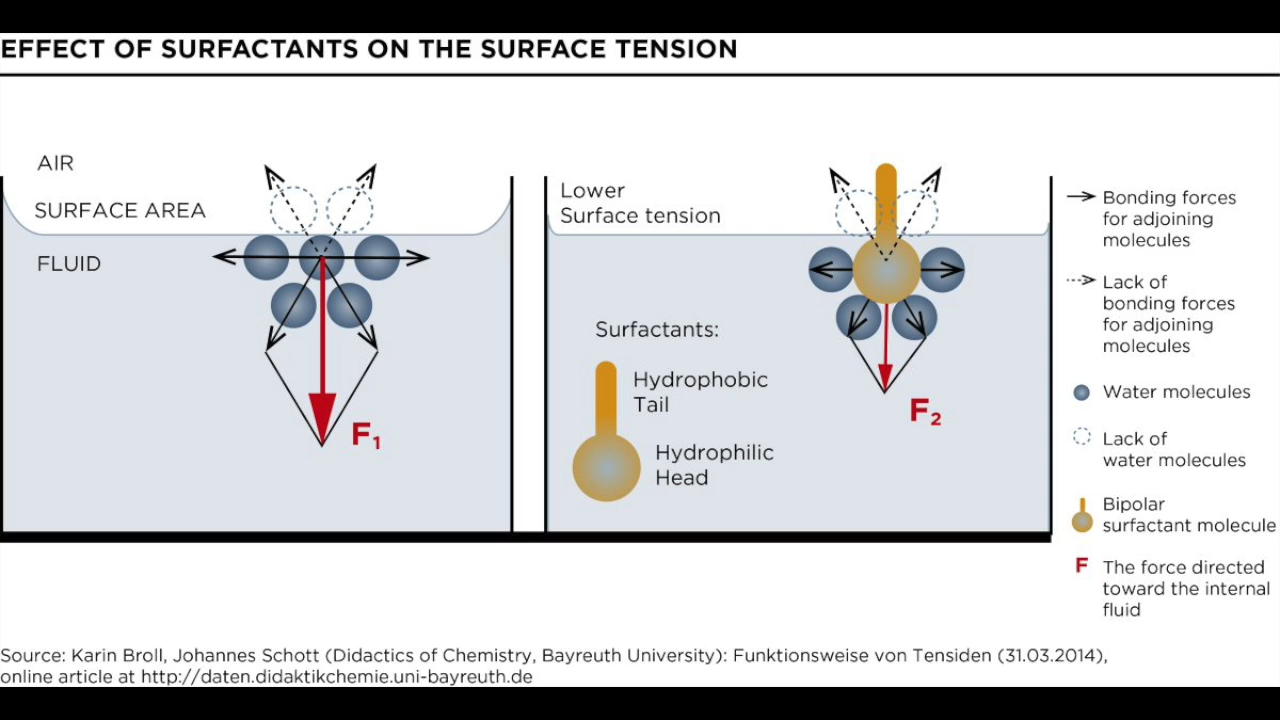 EFFECT OF SURFACTANTS ON THE SURFACE TENSION
AIR
SURFACE AREA
FLUID
F1
Lower
Surface tension
Surfactants:
Hydrophobic
Tail
Hydrophilic
Head
F2
Bonding forces
for adjoining
molecules
Lack of
bonding forces
for adjoining
molecules
Water molecules
Lack of
water molecules
Bipolar
surfactant molecule
F The force directed
toward the internal
fluid
Source: Karin Broll, Johannes Schott (Didactics of Chemistry, Bayreuth University): Funktionsweise von Tensiden (31.03.2014),
online article at http://daten.didaktikchemie.uni-bayreuth.de